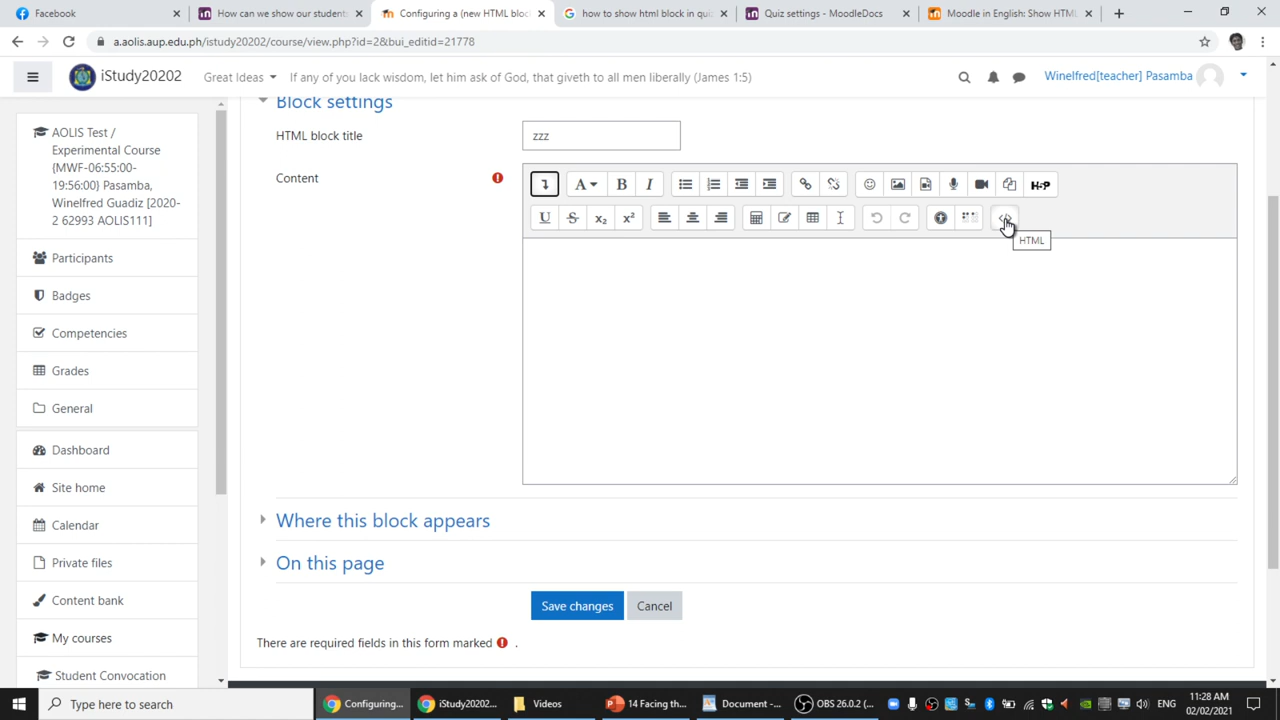 Facebook
How can we show our student
Configuring a (new HTML bloc
how to show html block in quiz
Quiz settings - MoodleDocs
Moodle in English: Show HTML
a.aolis.aup.edu.ph/istudy20202/course/view.php?id=2&bui_editid=21778
iStudy20202
Great Ideas
If any of you lack wisdom, let him ask of God, that giveth to all men liberally (James 1:5)
Winelfred[teacher] Pasamba
AOLIS Test /
Experimental Course
(MWF-06:55:00-
19:56:00) Pasamba,
Winelfred Guadiz [2020-
2 62993 AOLIS111]
Participants
Badges
Competencies
Grades
General
Dashboard
Site home
Calendar
Private files
Content bank
My courses
Student Convocation
Block settings
HTML block title
zzz
Content
A
B
I
H5P
U
S
x₂
x²
HTML
Where this block appears
On this page
Save changes
Cancel
There are required fields in this form marked .
Type here to search
Configuring...
iStudy20202...
Videos
14 Facing th...
Document -...
OBS 26.0.2 (...
ENG
11:28 AM
02/02/2021